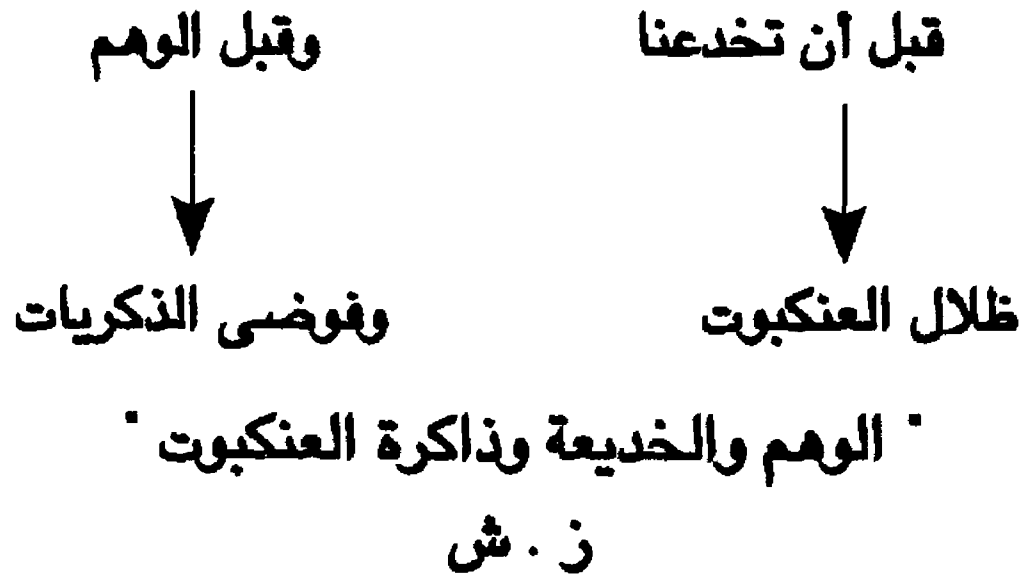 قبل أن تخدعنا
وقبل الوهم
ظلال العنكبوت
وفوضى الذكريات
" الوهم والخديعة وذاكرة العنكبوت "
ز . ش